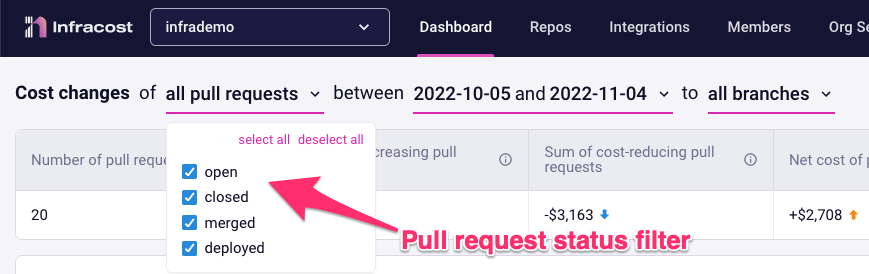 Infracost
infrademo
Dashboard
Repos
Integrations
Members
Org Se
Cost changes of all pull requests between 2022-10-05 and 2022-11-04 to all branches
select all deselect all
open
closed
merged
deployed
Number of pull reque
creasing pull
Sum of cost-reducing pull
requests
Net cost of p
20
-$3,163
+$2,708
Pull request status filter